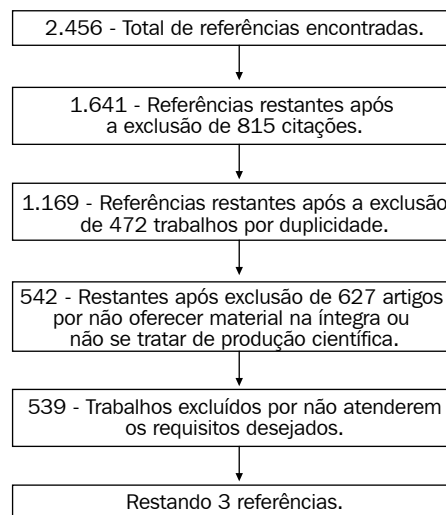 2.456 - Total de referências encontradas.
1.641 - Referências restantes após
a exclusão de 815 citações.
1.169 - Referências restantes após a exclusão
de 472 trabalhos por duplicidade.
542 - Restantes após exclusão de 627 artigos
por não oferecer material na íntegra ou
não se tratar de produção científica.
539 - Trabalhos excluídos por não atenderem
os requisitos desejados.
Restando 3 referências.